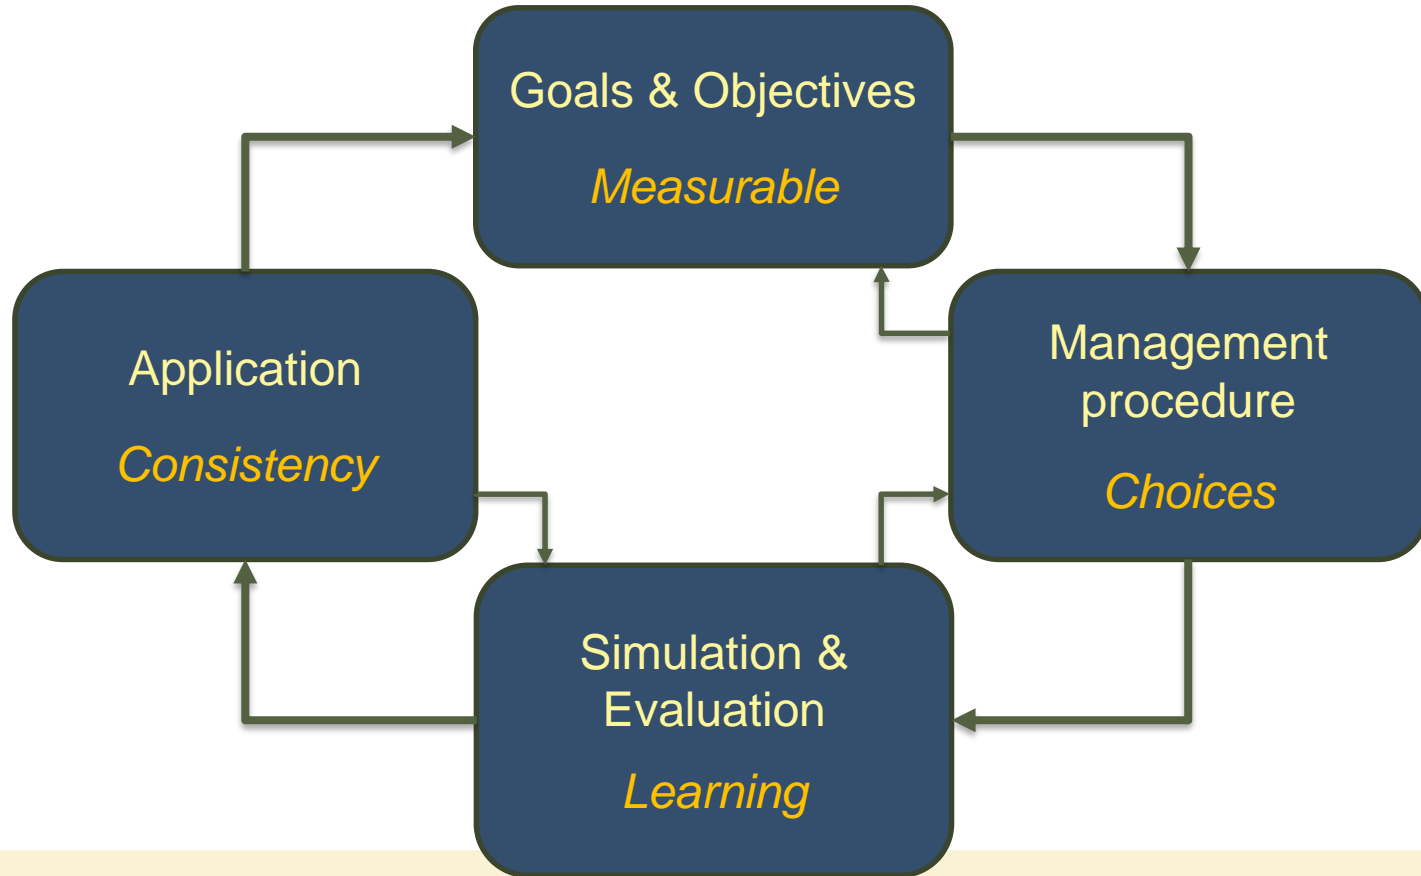 Goals & Objectives
Measurable
Application
Consistency
Management
procedure
Choices
Simulation &
Evaluation
Learning